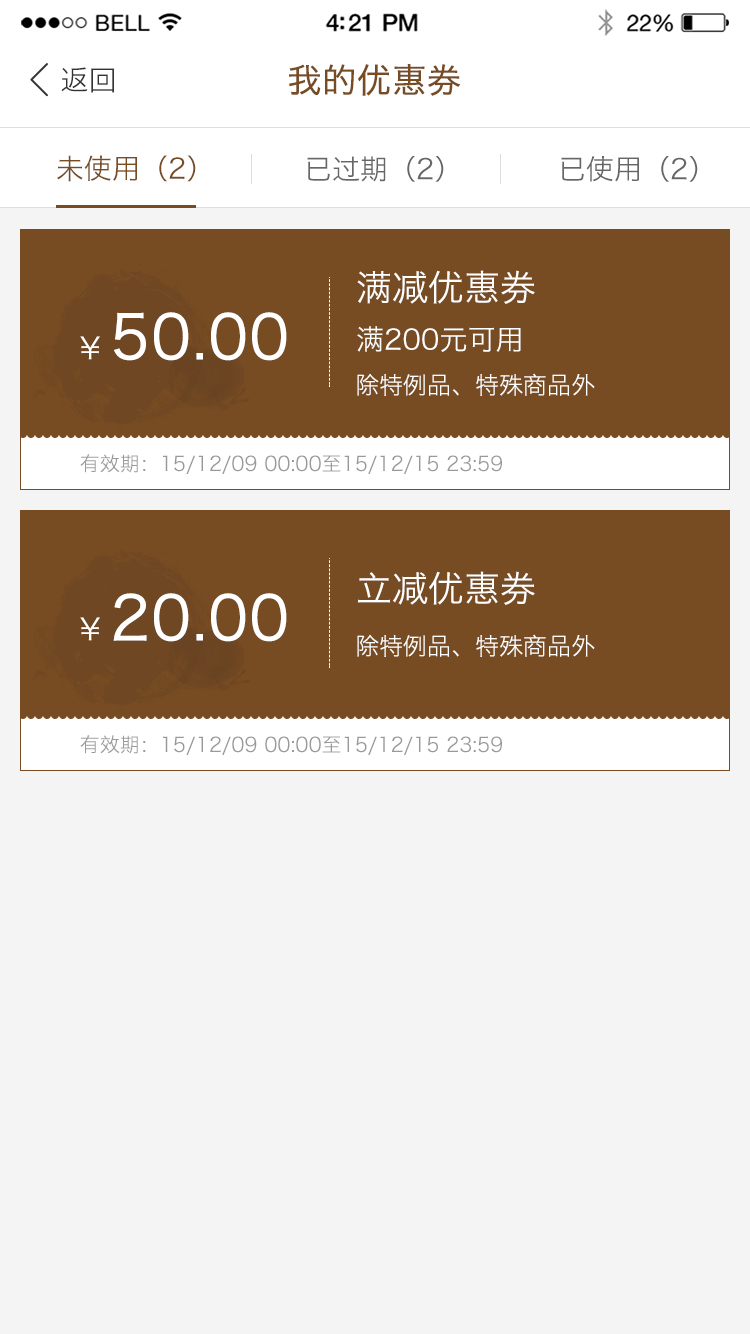 BELL 4:21 PM 22%
返回 我的优惠券
未使用（2） 已过期（2） 已使用（2）
¥ 50.00
满减优惠券
满200元可用
除特例品、特殊商品外
有效期：15/12/09 00:00至15/12/15 23:59
¥ 20.00
立减优惠券
除特例品、特殊商品外
有效期：15/12/09 00:00至15/12/15 23:59